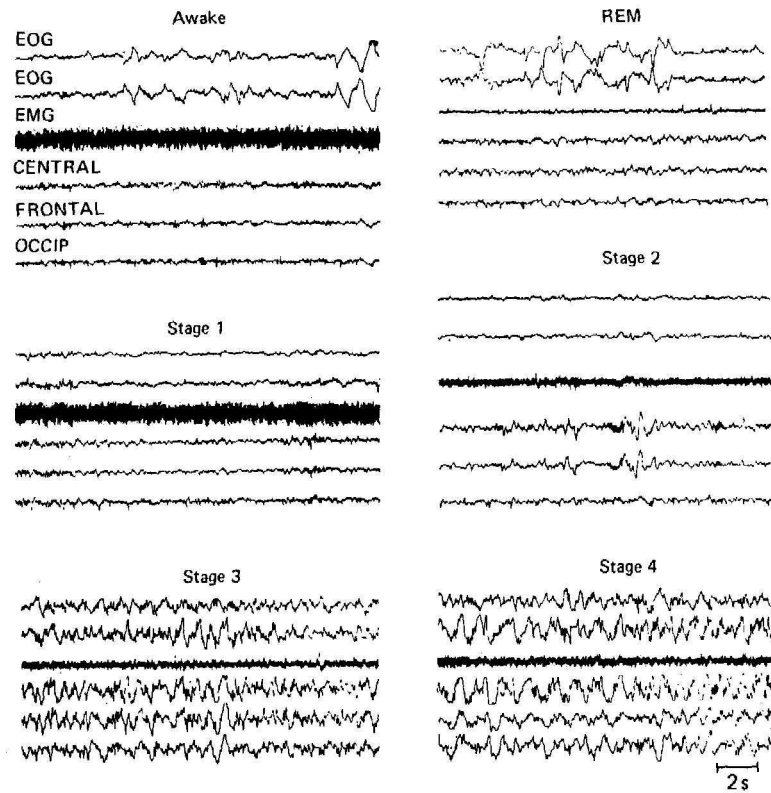 Awake
EOG
EOG
EMG
CENTRAL
FRONTAL
OCCIP
REM
Stage 1
Stage 2
Stage 3
Stage 4
2s